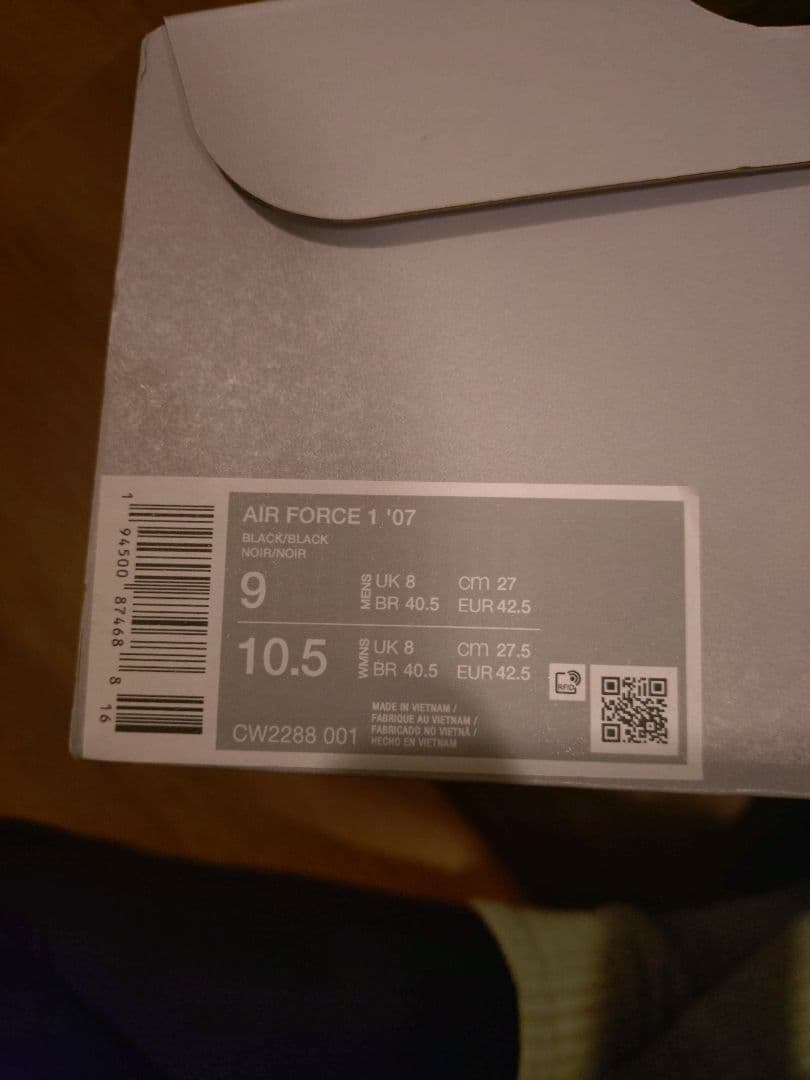 AIR FORCE 1 '07
BLACK/BLACK
NOIR/NOIR
9 MENS UK 8 cm 27
BR 40.5 EUR 42.5
10.5 WMNS UK 8 cm 27.5
BR 40.5 EUR 42.5
RFID
MADE IN VIETNAM /
FABRIQUE AU VIETNAM /
FABRICADO NO VIETNÃ /
HECHO EN VIETNAM
CW2288 001
1 94500 87468 8 16